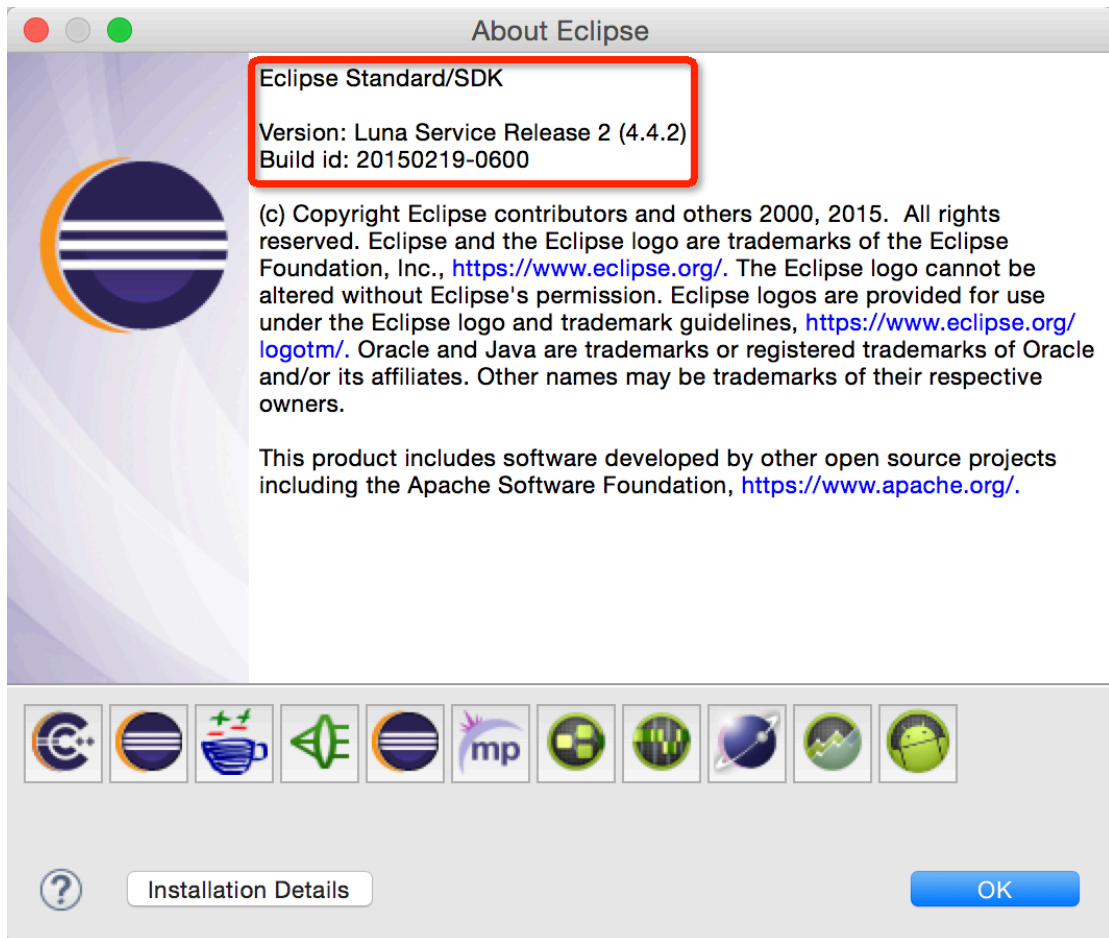 About Eclipse
Eclipse Standard/SDK
Version: Luna Service Release 2 (4.4.2)
Build id: 20150219-0600
(c) Copyright Eclipse contributors and others 2000, 2015.  All rights
reserved. Eclipse and the Eclipse logo are trademarks of the Eclipse
Foundation, Inc., https://www.eclipse.org/. The Eclipse logo cannot be
altered without Eclipse's permission. Eclipse logos are provided for use
under the Eclipse logo and trademark guidelines, https://www.eclipse.org/
logotm/. Oracle and Java are trademarks or registered trademarks of Oracle
and/or its affiliates. Other names may be trademarks of their respective
owners.
This product includes software developed by other open source projects
including the Apache Software Foundation, https://www.apache.org/.
C++
mp
?
Installation Details
OK